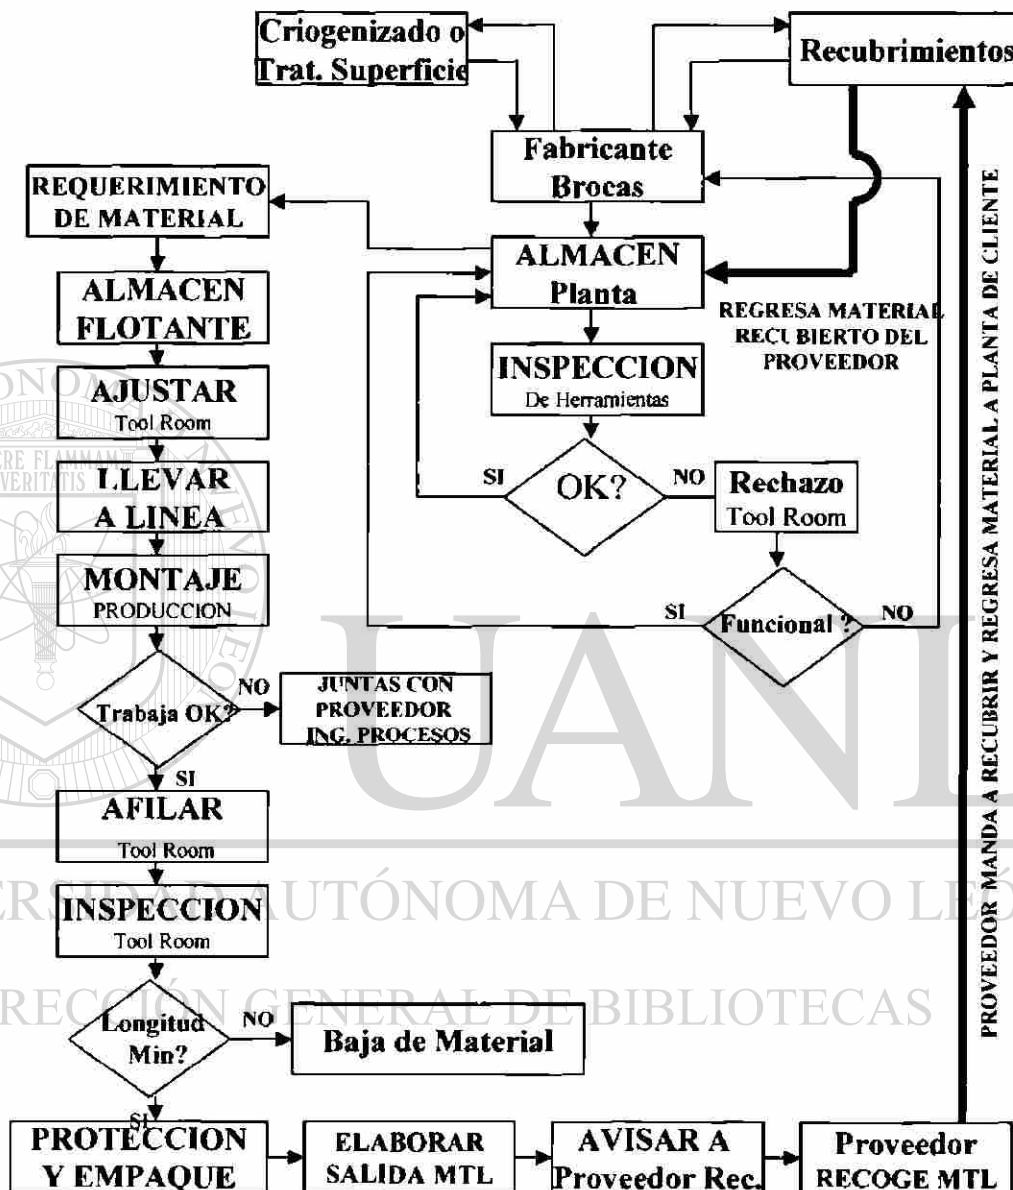 Criogenizado o
Trat. Superficie
Recubrimientos
Fabricante
Brocas
REQUERIMIENTO
DE MATERIAL
ALMACEN
Planta
ALMACEN
FLOTANTE
REGRESA MATERIAL
RECUBIERTO DEL
PROVEEDOR
INSPECCION
De Herramientas
AJUSTAR
Tool Room
SI
OK?
NO
Rechazo
Tool Room
LLEVAR
A LINEA
MONTAJE
PRODUCCION
SI
Funcional ?
NO
Trabaja OK?
NO
JUNTAS CON
PROVEEDOR
ING. PROCESOS
SI
AFILAR
Tool Room
INSPECCION
Tool Room
Longitud
Min?
NO
Baja de Material
SI
PROTECCION
Y EMPAQUE
ELABORAR
SALIDA MTL
AVISAR A
Proveedor Rec.
Proveedor
RECOGE MTL
PROVEEDOR MANDA A RECUBRIR Y REGRESA MATERIAL A PLANTA DE CLIENTE
UANL
AUTÓNOMA DE NUEVO
GENERAL DE BIBLIOTECAS